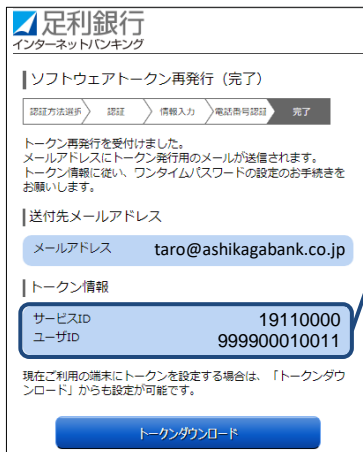 足利銀行
インターネットバンキング
ソフトウェアトークン再発行（完了）
認証方法選択 認証 情報入力 電話番号認証 完了
トークン再発行を受付けました。
メールアドレスにトークン発行用のメールが送信されます。
トークン情報に従い、ワンタイムパスワードの設定のお手続きを
お願いします。
送付先メールアドレス
メールアドレス taro@ashikagabank.co.jp
トークン情報
サービスID 19110000
ユーザID 999900010011
現在ご利用の端末にトークンを設定する場合は、「トークンダウ
ンロード」からも設定が可能です。
トークンダウンロード